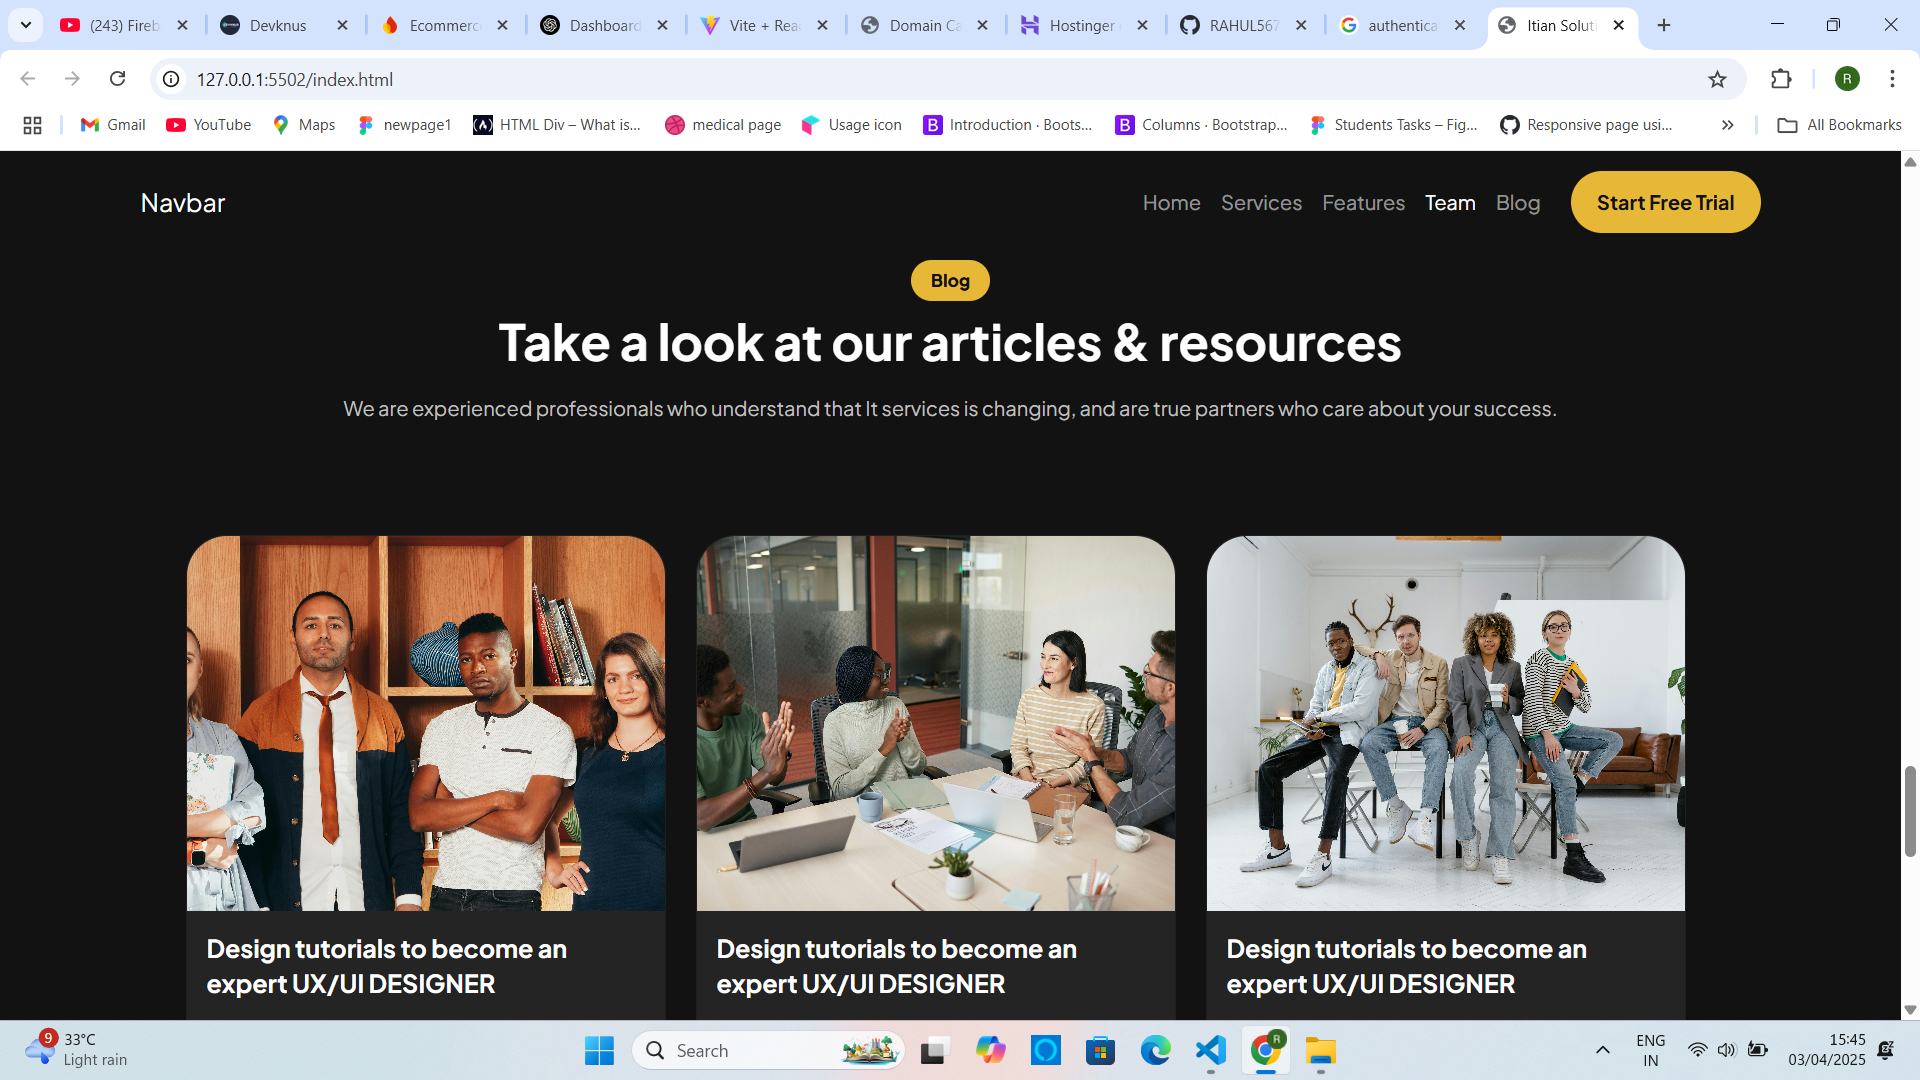 (243) Fireb
Devknus
Ecommerc
Dashboard
Vite + Rea
Domain Ca
Hostinger
RAHUL567
authentica
Itian Soluti
127.0.0.1:5502/index.html
R
Gmail
YouTube
Maps
newpage1
HTML Div – What is...
medical page
Usage icon
Introduction · Boots...
Columns · Bootstrap...
Students Tasks – Fig...
Responsive page usi...
All Bookmarks
Navbar
Home
Services
Features
Team
Blog
Start Free Trial
Blog
Take a look at our articles & resources
We are experienced professionals who understand that It services is changing, and are true partners who care about your success.
Design tutorials to become an
expert UX/UI DESIGNER
Design tutorials to become an
expert UX/UI DESIGNER
Design tutorials to become an
expert UX/UI DESIGNER
9
33°C
Light rain
Search
R
ENG
IN
15:45
03/04/2025